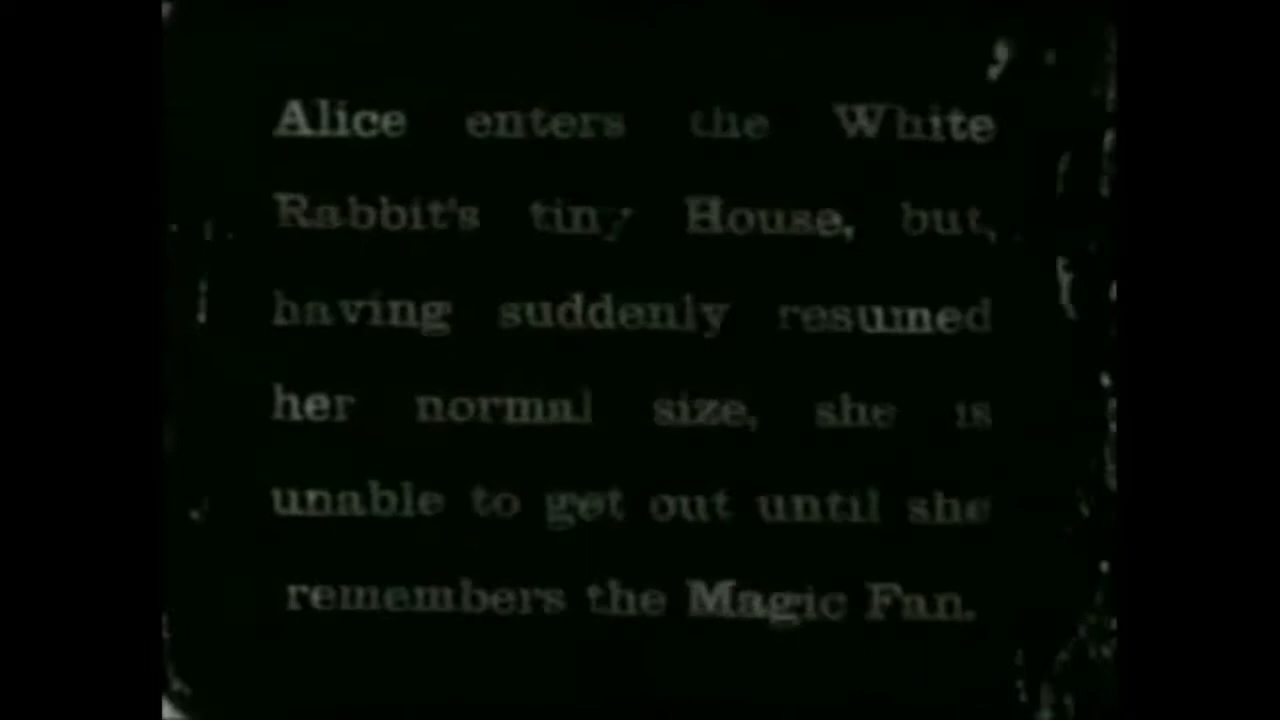 Alice enters the White
Rabbit's tiny House, but,
having suddenly resumed
her normal size, she is
unable to get out until she
remembers the Magic Fan.